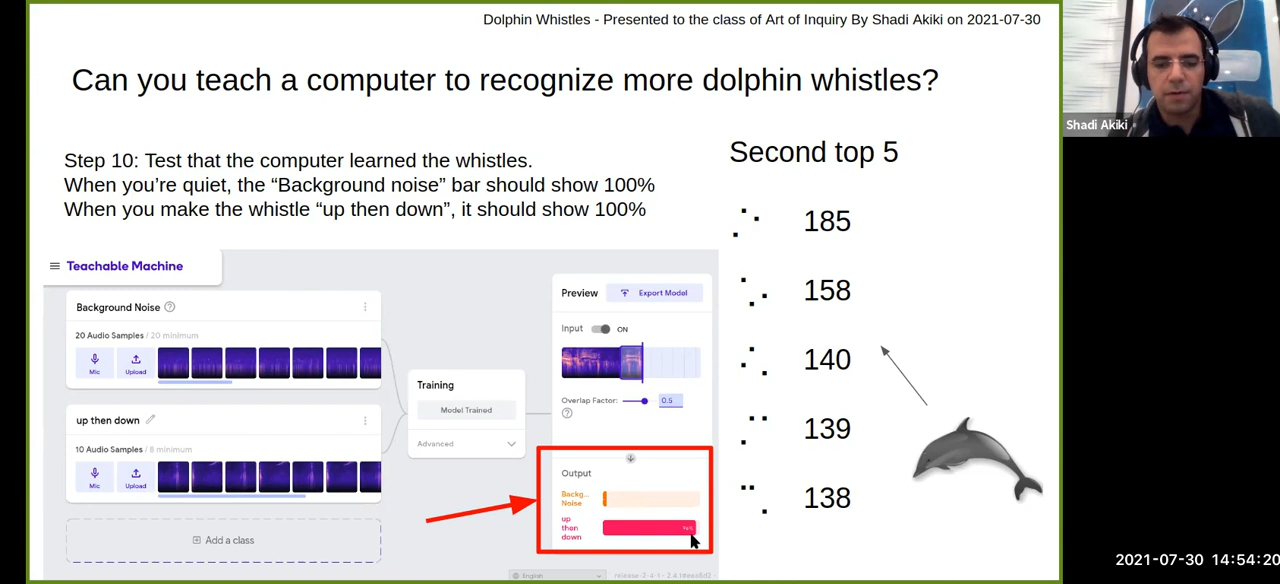 Dolphin Whistles - Presented to the class of Art of Inquiry By Shadi Akiki on 2021-07-30
Can you teach a computer to recognize more dolphin whistles?
Shadi Akiki
Step 10: Test that the computer learned the whistles.
When you're quiet, the “Background noise” bar should show 100%
When you make the whistle “up then down”, it should show 100%
Second top 5
185
158
140
139
138
Teachable Machine
Background Noise
20 Audio Samples / 20 minimum
Mic
Upload
up then down
10 Audio Samples / 8 minimum
Mic
Upload
Add a class
Training
Model Trained
Advanced
Preview
Export Model
Input
ON
Overlap Factor:
0.5
Output
Backg...
Noise
up
then
down
English
2021-07-30 14:54:20